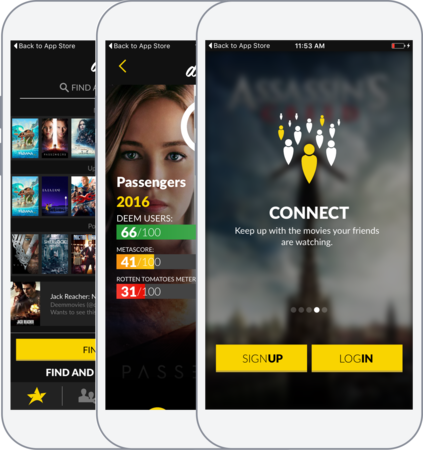 Back to App Store
FIND A
Jack Reacher: N
Deemmovies (@
Wants to see this
JACK REACHER
FIN
FIND AND
Back to App Store
Passengers
2016
DEEM USERS:
66/100
METASCORE:
41/100
ROTTEN TOMATOES METER
31/100
PASSE
Back to App Store
11:53 AM
ASSASSIN'S
CREED
CONNECT
Keep up with the movies your friends
are watching.
SIGNUP
LOGIN